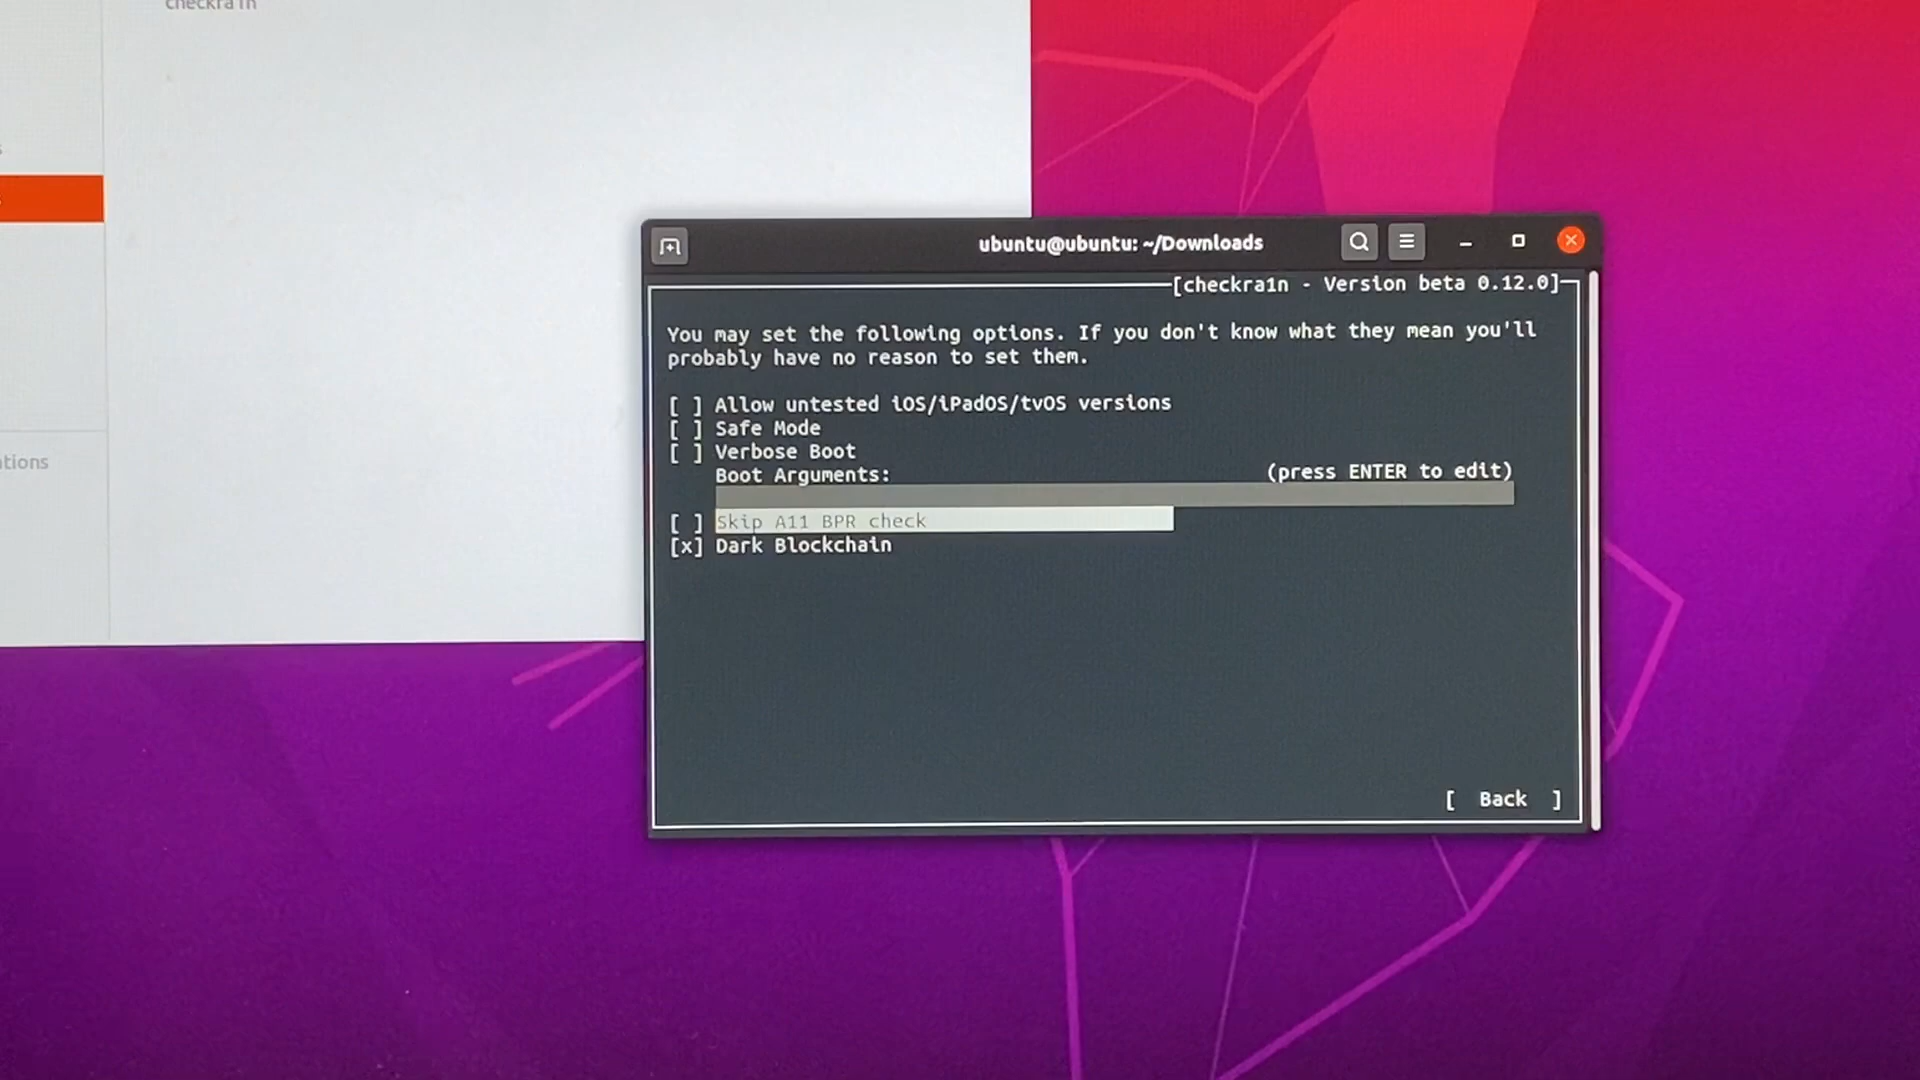 checkra1n
ubuntu@ubuntu: ~/Downloads
[checkra1n - Version beta 0.12.0]
You may set the following options. If you don't know what they mean you'll
probably have no reason to set them.
[ ] Allow untested iOS/iPadOS/tvOS versions
[ ] Safe Mode
[ ] Verbose Boot
Boot Arguments: (press ENTER to edit)
[ ] Skip A11 BPR check
[x] Dark Blockchain
[ Back ]